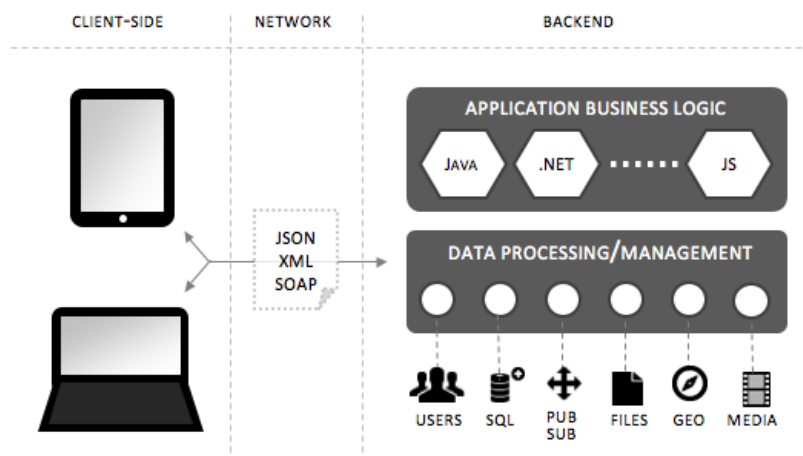 CLIENT-SIDE
NETWORK
BACKEND
APPLICATION BUSINESS LOGIC
JAVA
.NET
JS
JSON
XML
SOAP
DATA PROCESSING/MANAGEMENT
USERS
SQL
PUB
SUB
FILES
GEO
MEDIA